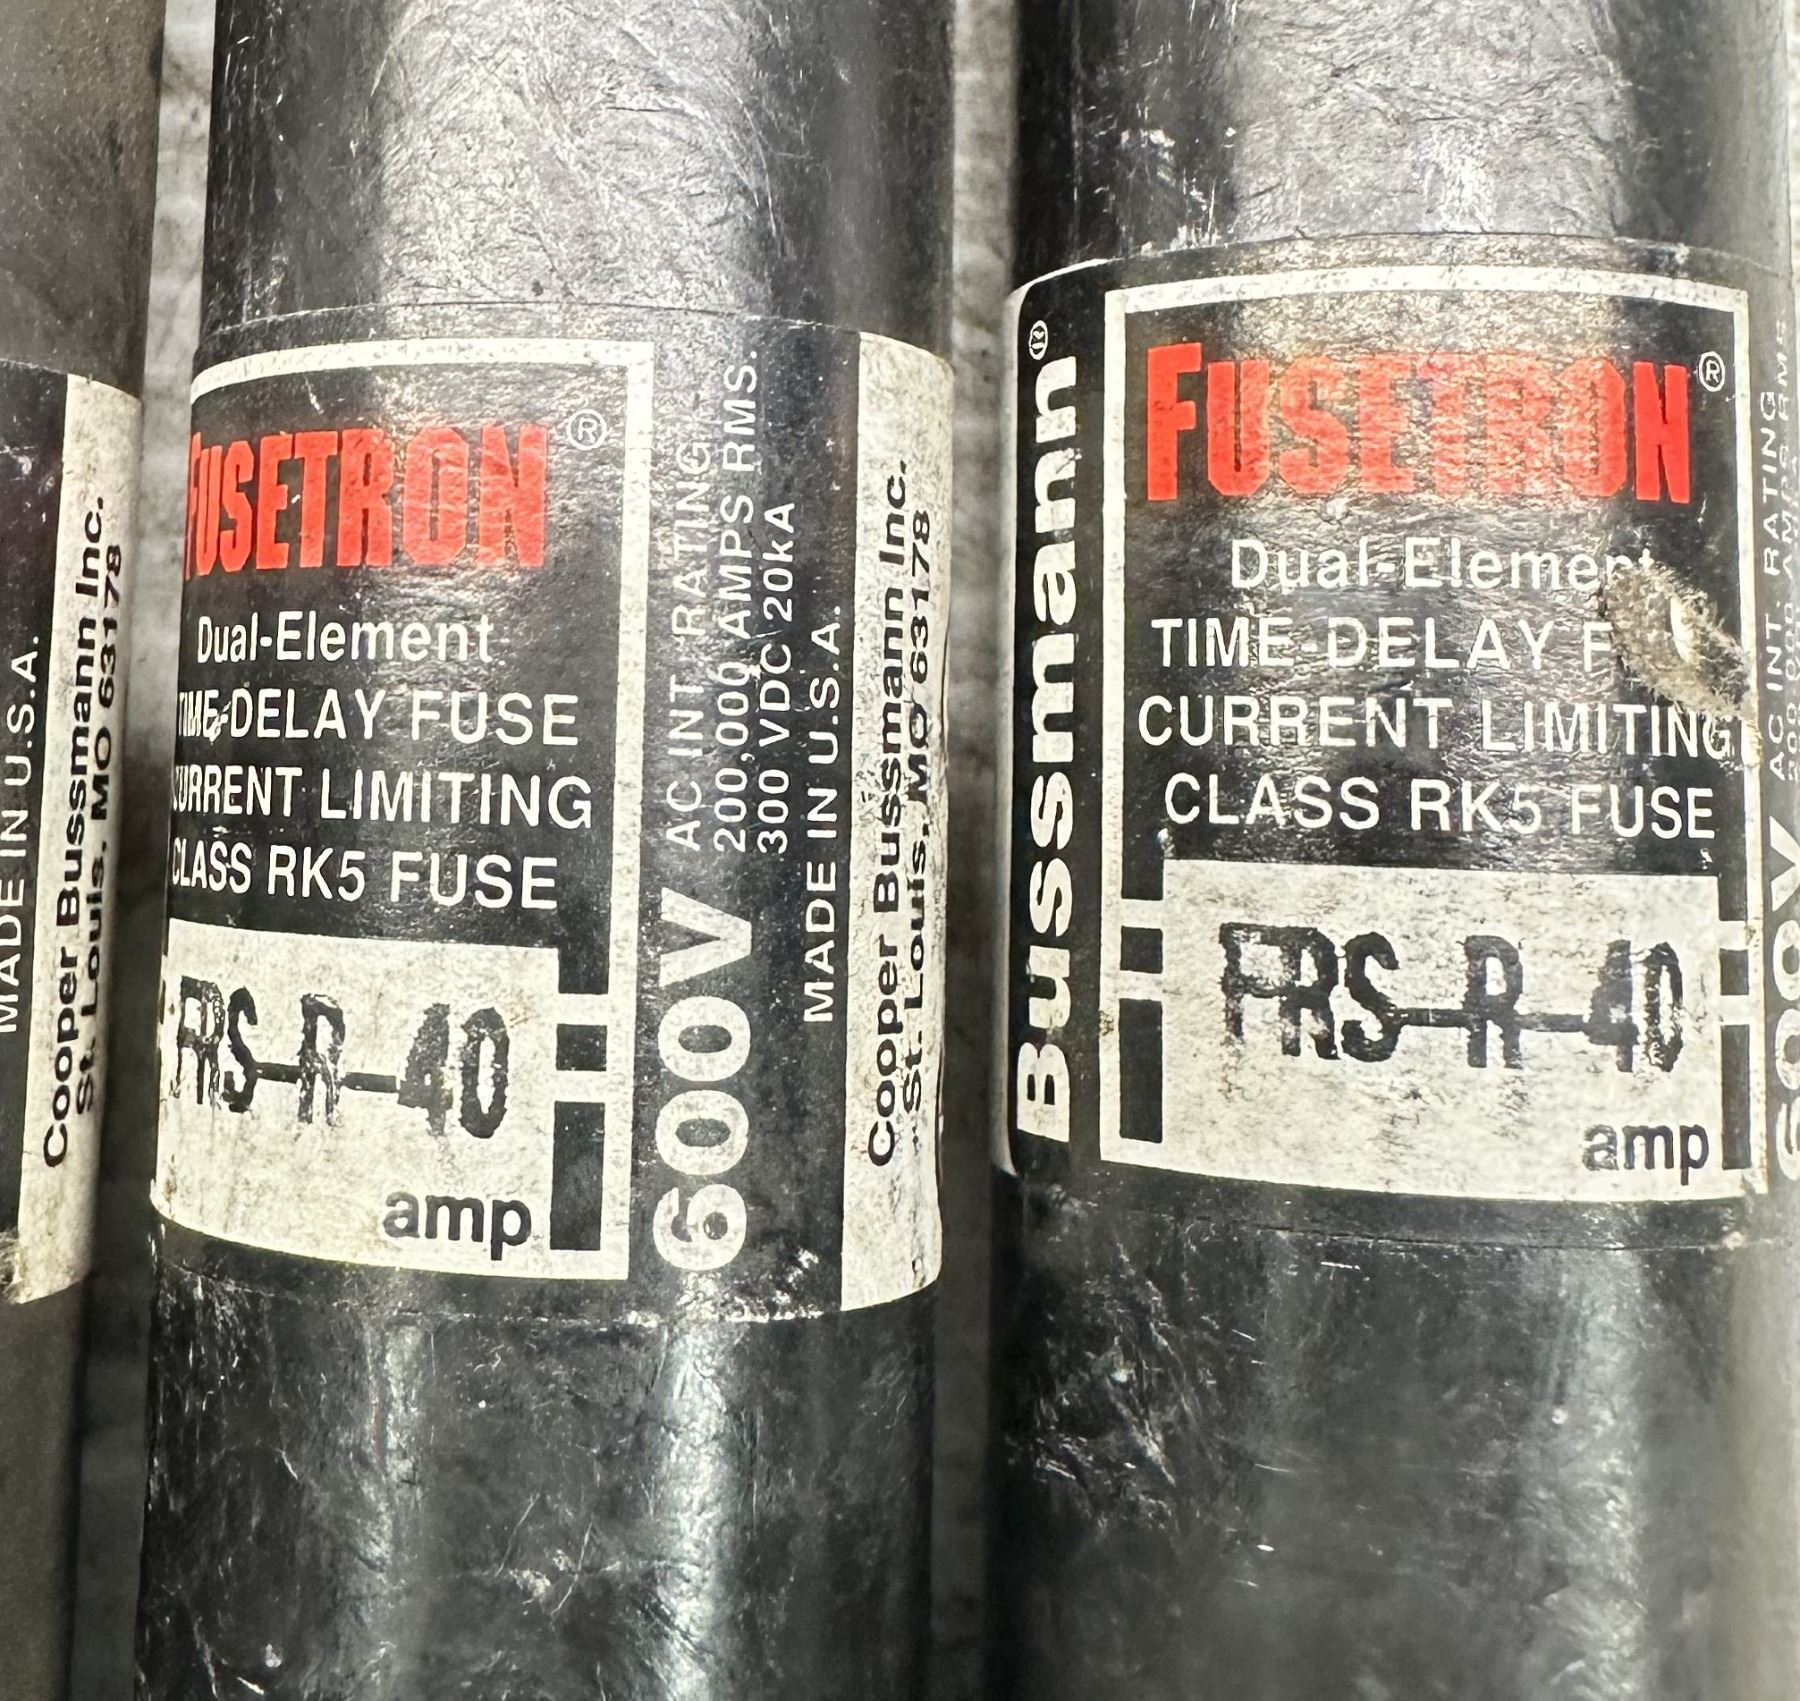 MADE IN U.S.A.
Cooper Bussmann Inc.
St. Louis, MO 63178
FUSETRON®
Dual-Element
TIME-DELAY FUSE
CURRENT LIMITING
CLASS RK5 FUSE
FRS-R-40
amp
600V
AC INT. RATING
200,000 AMPS RMS.
300 VDC 20kA
MADE IN U.S.A.
Cooper Bussmann Inc.
St. Louis, MO 63178
Bussmann®
FUSETRON®
Dual-Element
TIME-DELAY F
CURRENT LIMITING
CLASS RK5 FUSE
FRS-R-40
amp
600V
AC INT. RATING